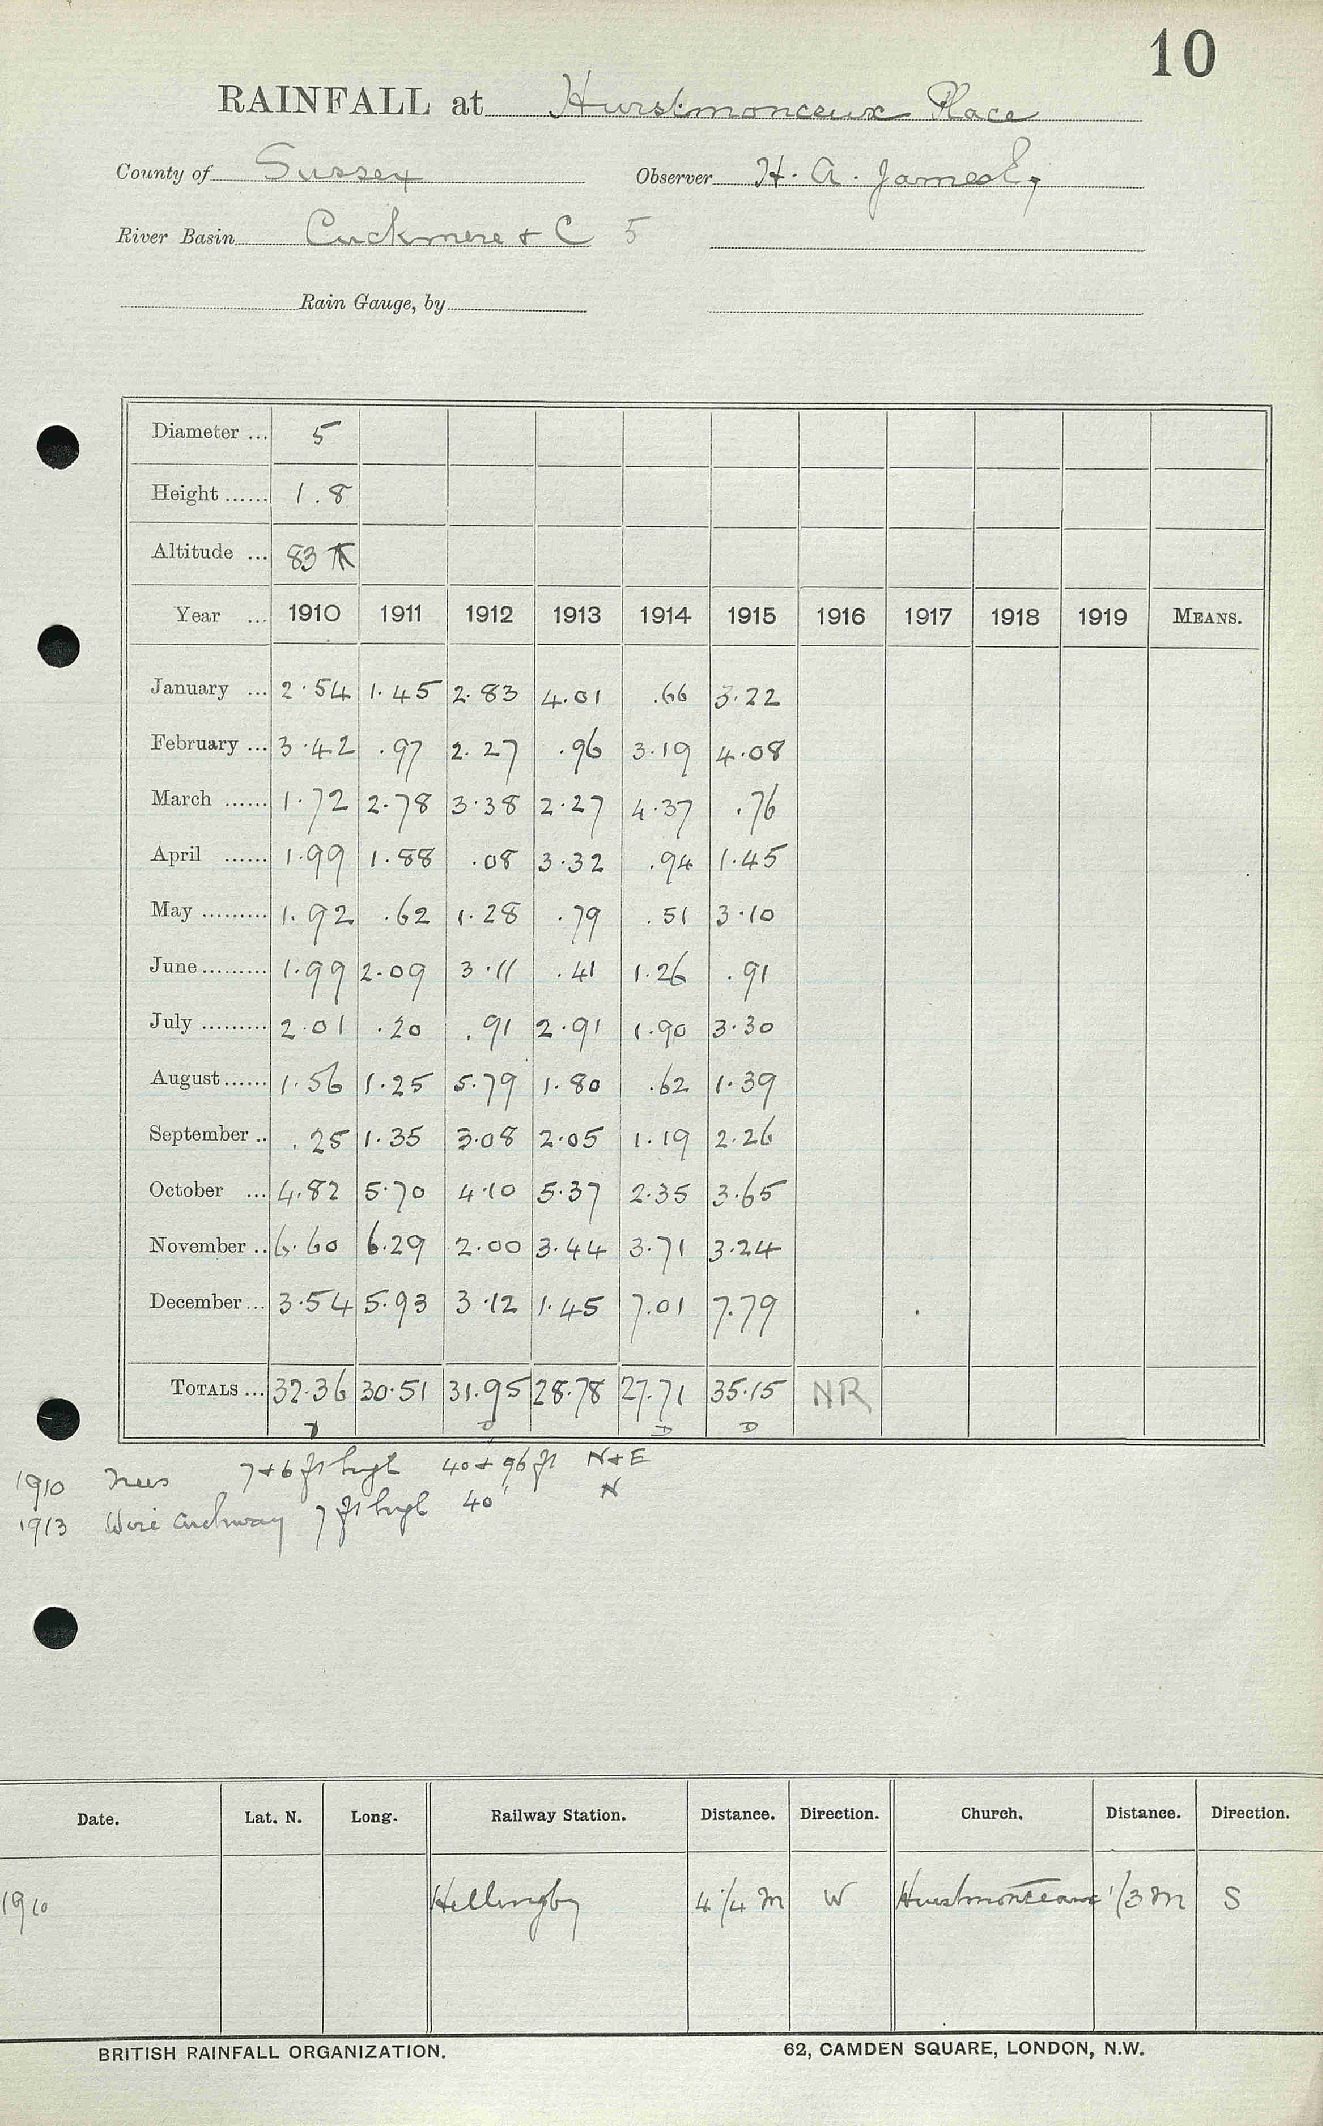 10
RAINFALL at Hurstmonceux Place
County of Sussex Observer H. A. James Esq
River Basin Cuckmere & C 5
Rain Gauge, by
Diameter ... 5
Height ...... 1.8
Altitude ... 83
Year ... 1910 1911 1912 1913 1914 1915 1916 1917 1918 1919 MEANS.
January ... 2.54 1.45 2.83 4.01 .66 3.22
February ... 3.42 .97 2.27 .96 3.19 4.08
March ...... 1.72 2.78 3.38 2.27 4.37 .76
April ...... 1.99 1.88 .08 3.32 .94 1.45
May ......... 1.92 .62 1.28 .79 .51 3.10
June ......... 1.99 2.09 3.11 .41 1.26 .91
July ......... 2.01 .20 .91 2.91 1.90 3.30
August ...... 1.56 1.25 5.79 1.80 .62 1.39
September .. .25 1.35 3.08 2.05 1.19 2.26
October ... 4.82 5.70 4.10 5.37 2.35 3.65
November .. 6.60 6.29 2.00 3.44 3.71 3.24
December ... 3.54 5.93 3.12 1.45 7.01 7.79
TOTALS ... 32.36 30.51 31.95 28.78 27.71 35.15 NR
D D D
1910 Trees 7 & 6 ft high 40 & 96 ft N & E
1913 Wire archway 7 ft high 40' N
Date. Lat. N. Long. Railway Station. Distance. Direction. Church. Distance. Direction.
1910 Hellingby 4 1/4 M W Hurstmonceaux 1/3 M S
BRITISH RAINFALL ORGANIZATION. 62, CAMDEN SQUARE, LONDON, N.W.